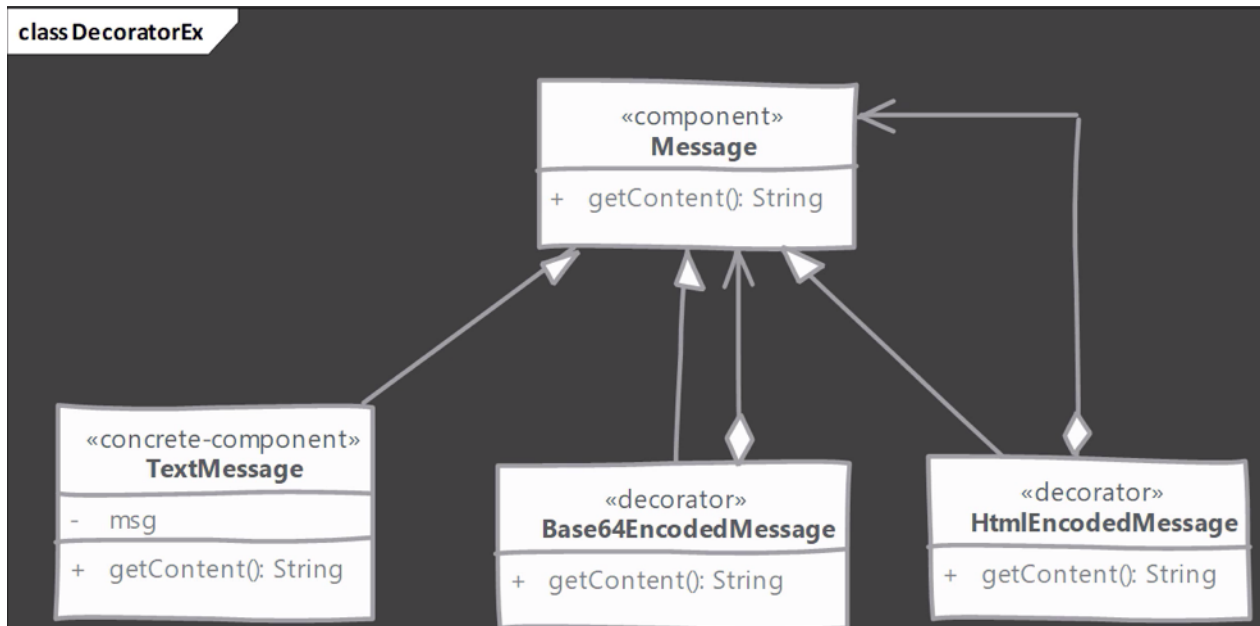 class DecoratorEx
«component»
Message
+ getContent(): String
«concrete-component»
TextMessage
- msg
+ getContent(): String
«decorator»
Base64EncodedMessage
+ getContent(): String
«decorator»
HtmlEncodedMessage
+ getContent(): String